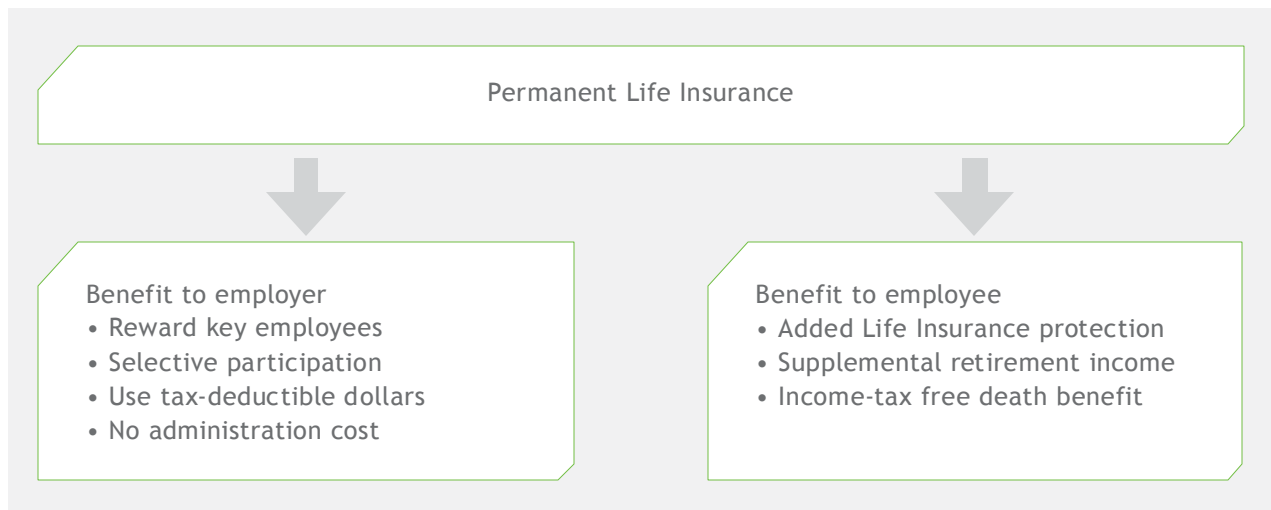 Permanent Life Insurance
Benefit to employer
• Reward key employees
• Selective participation
• Use tax-deductible dollars
• No administration cost
Benefit to employee
• Added Life Insurance protection
• Supplemental retirement income
• Income-tax free death benefit